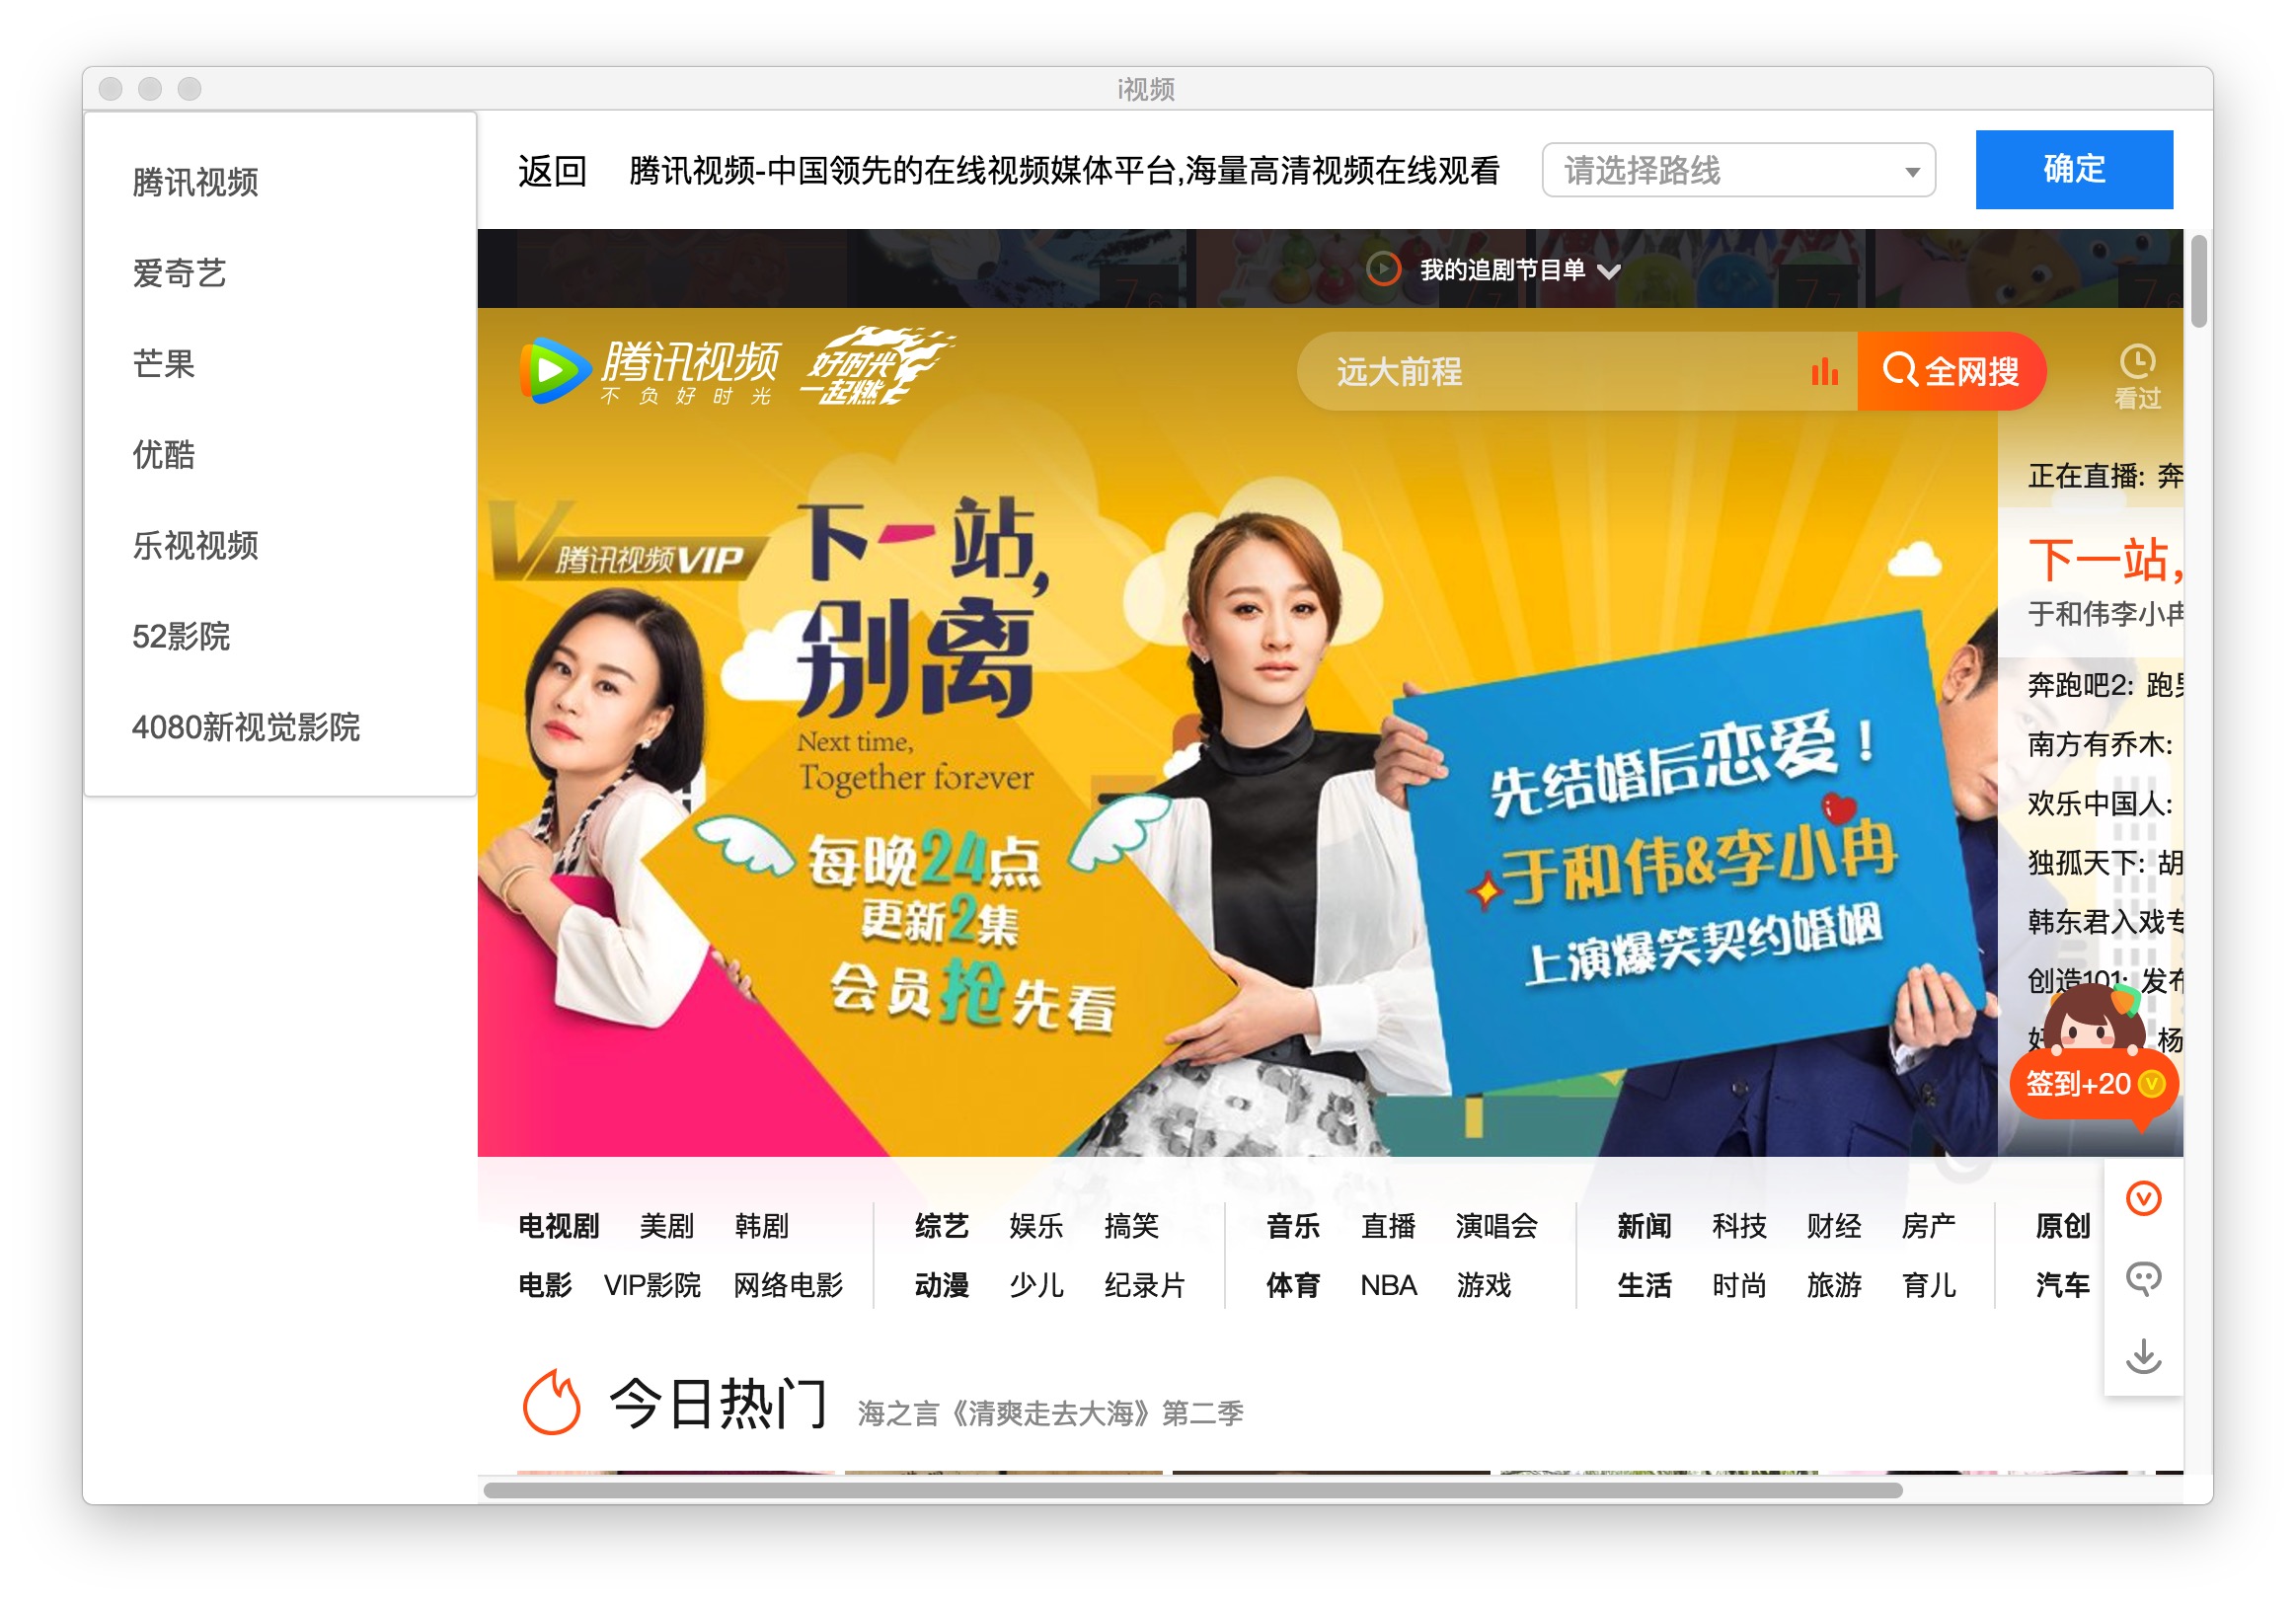 i视频
腾讯视频
爱奇艺
芒果
优酷
乐视视频
52影院
4080新视觉影院
返回 腾讯视频-中国领先的在线视频媒体平台,海量高清视频在线观看 请选择路线 确定
我的追剧节目单
腾讯视频
不负好时光
好时光
一起燃
远大前程 全网搜
看过
腾讯视频VIP
下一站,
别离
Next time,
Together forever
每晚24点
更新2集
会员抢先看
先结婚后恋爱!
于和伟&李小冉
上演爆笑契约婚姻
正在直播: 奔
下一站,
于和伟李小
奔跑吧2: 跑
南方有乔木:
欢乐中国人:
独孤天下: 胡
韩东君入戏专
创造101: 发布
杨
签到+20
电视剧 美剧 韩剧 综艺 娱乐 搞笑 音乐 直播 演唱会 新闻 科技 财经 房产 原创
电影 VIP影院 网络电影 动漫 少儿 纪录片 体育 NBA 游戏 生活 时尚 旅游 育儿 汽车
今日热门 海之言《清爽走去大海》第二季